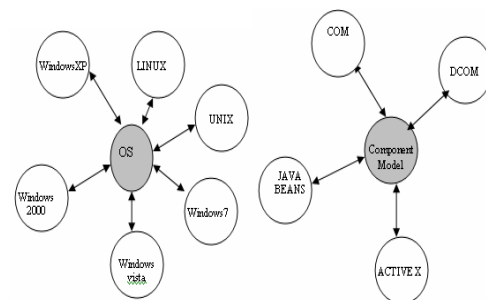 WindowsXP
LINUX
UNIX
OS
Windows
2000
Windows7
Windows
vista
COM
DCOM
Component
Model
JAVA
BEANS
ACTIVE X